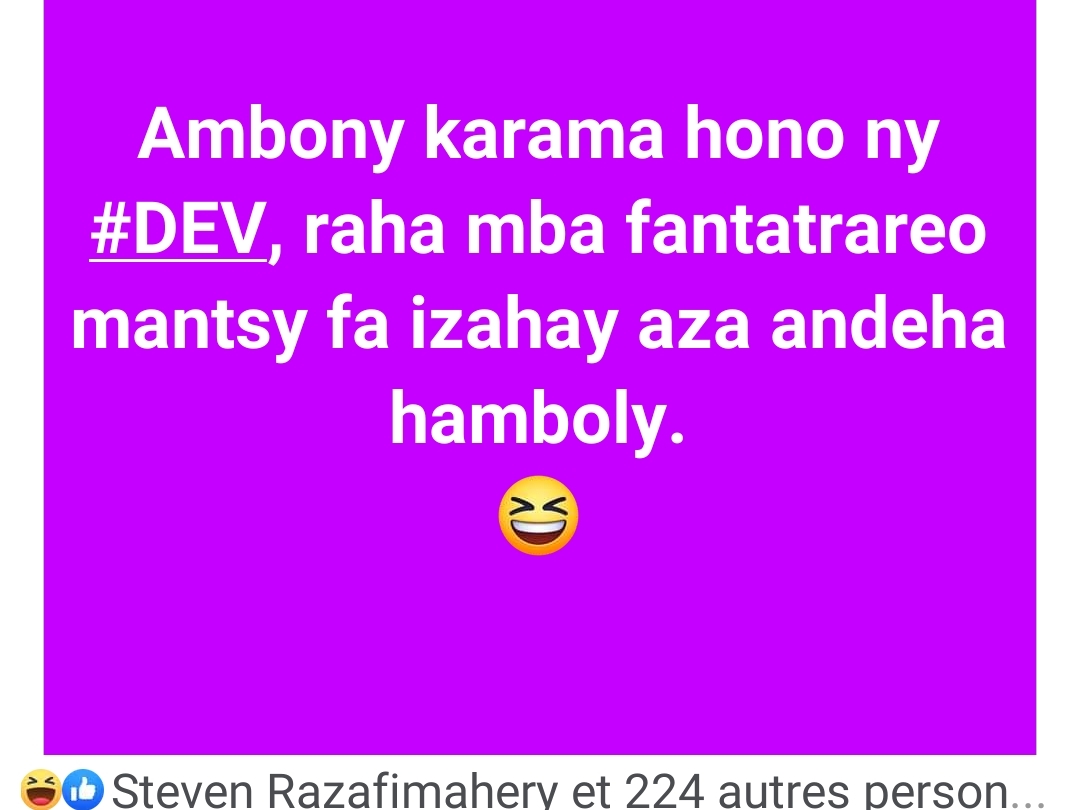 Ambony karama hono ny
#DEV, raha mba fantatrareo
mantsy fa izahay aza andeha
hamboly.
😆
Steven Razafimahery et 224 autres person...